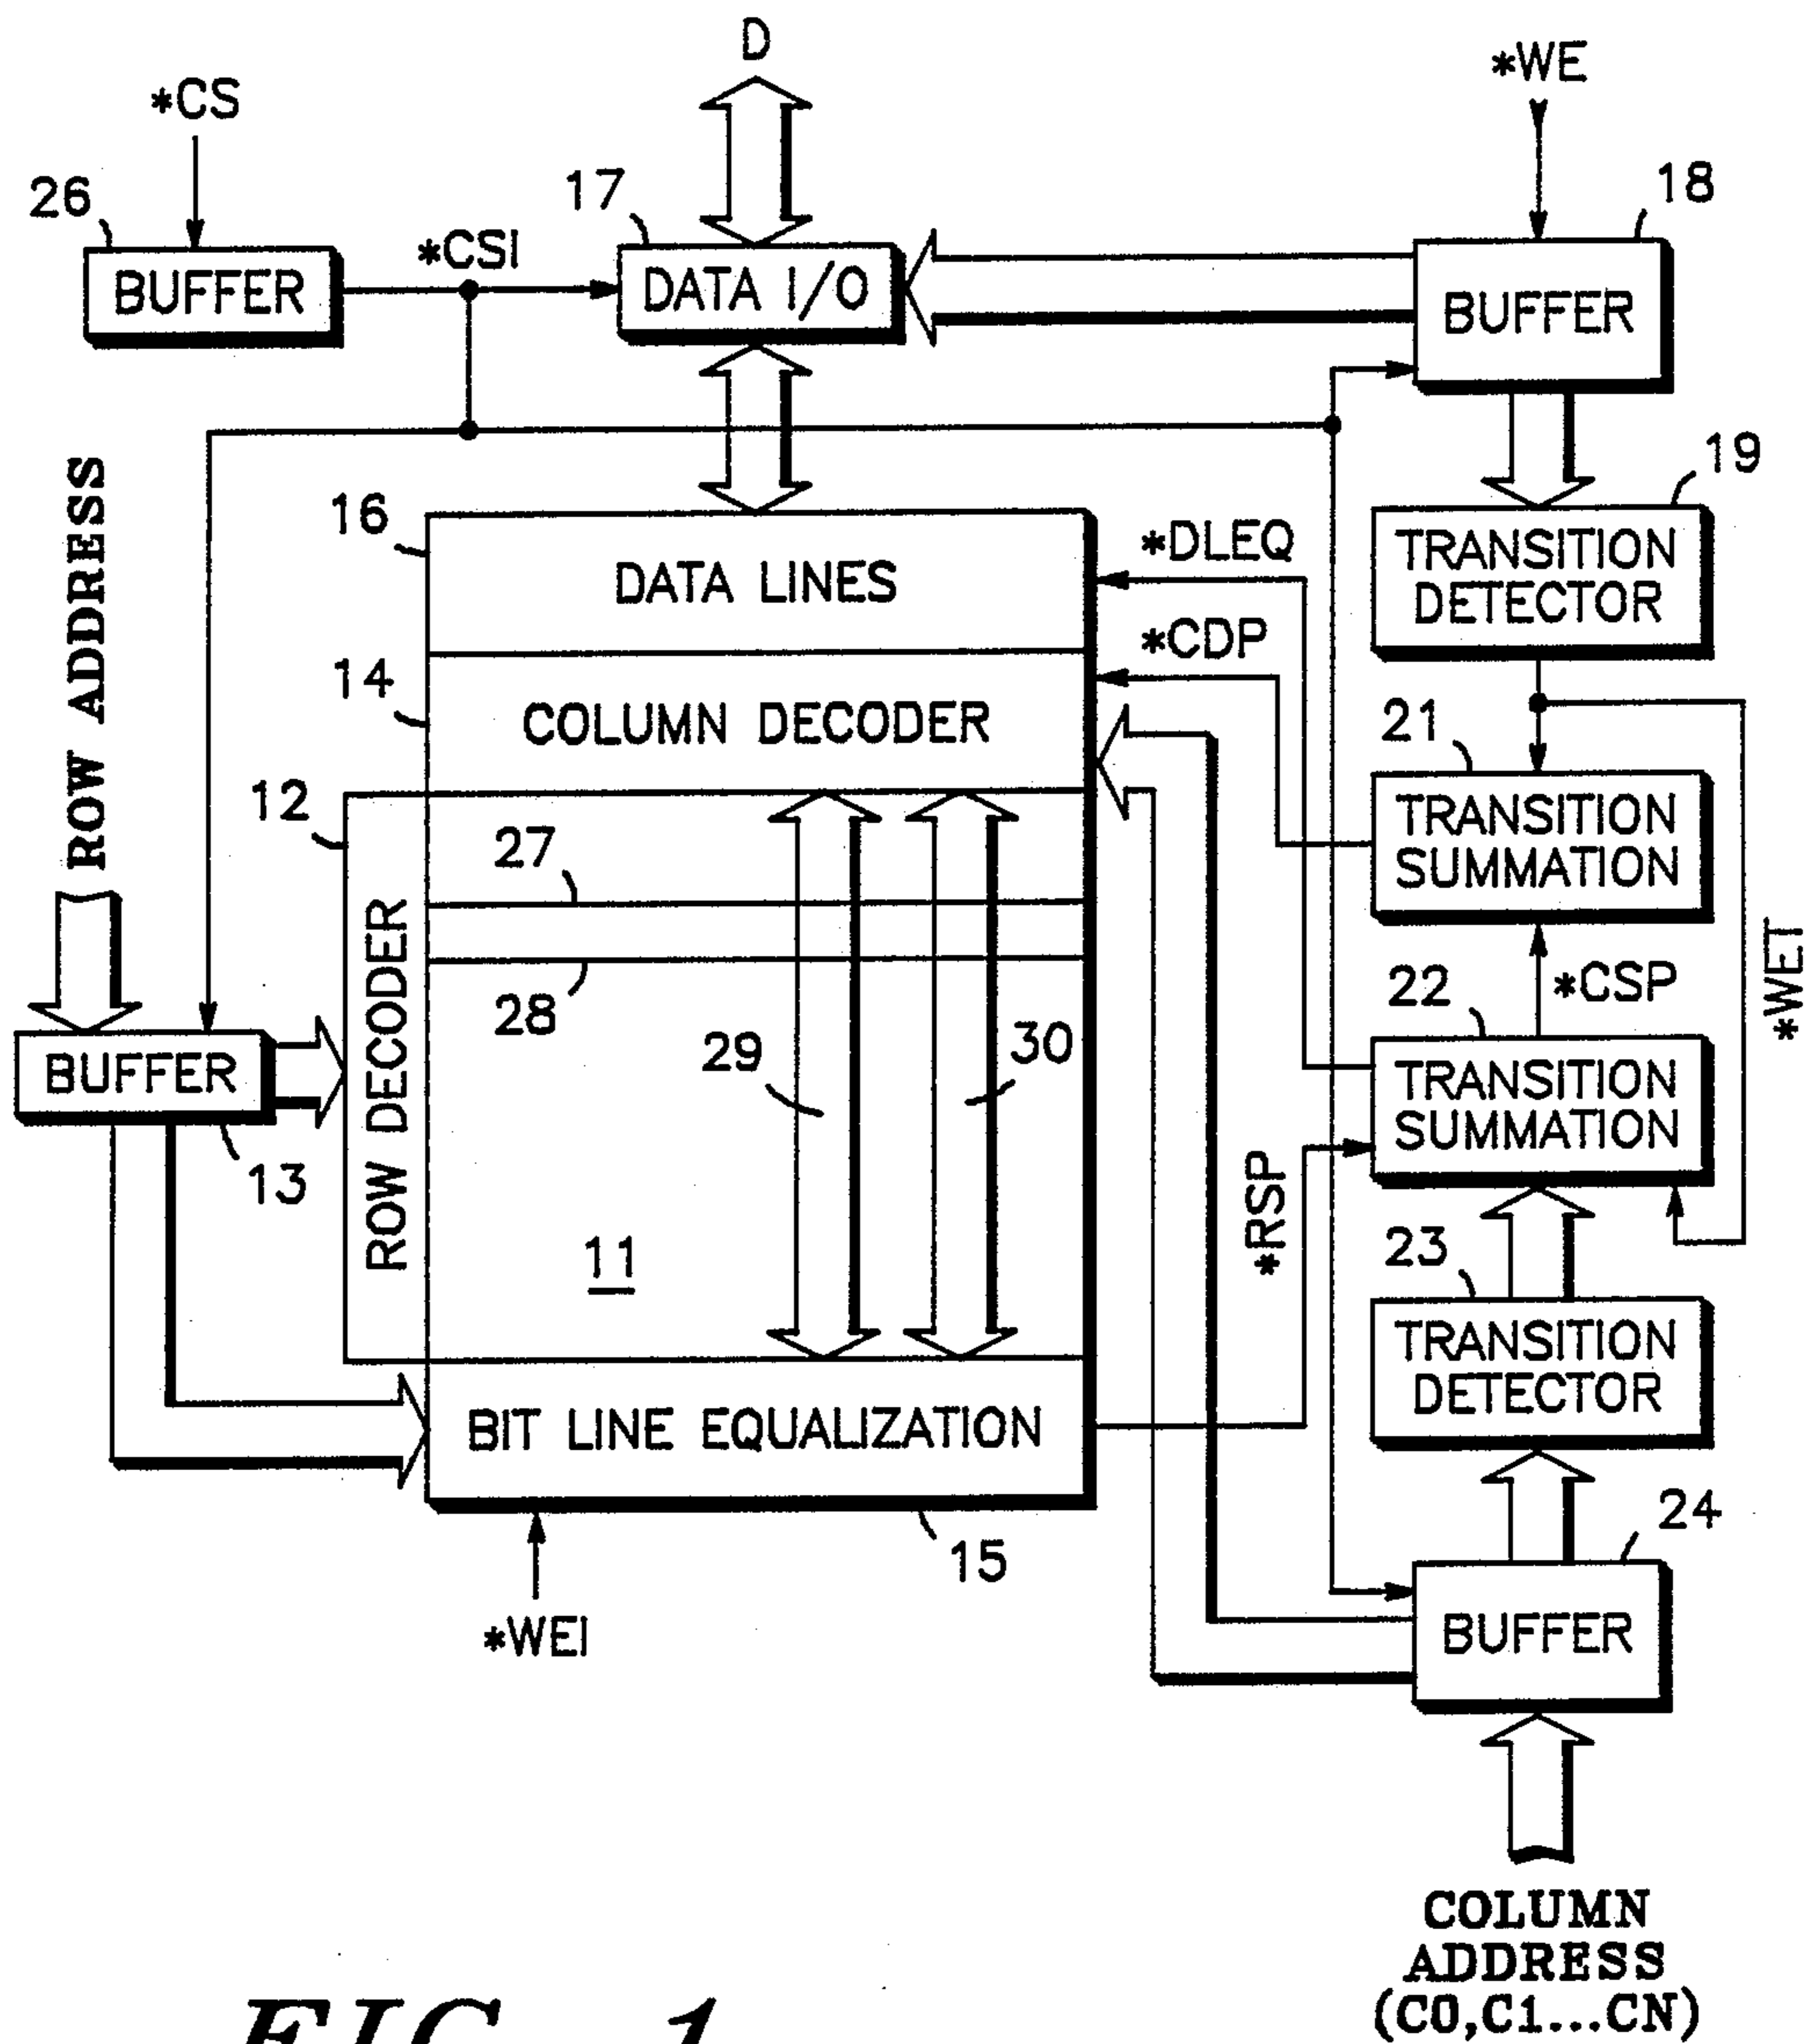 D
*WE
*CS
26
17
18
*CSI
BUFFER
DATA I/O
BUFFER
ROW ADDRESS
16
19
DATA LINES
*DLEQ
TRANSITION
DETECTOR
14
*CDP
COLUMN DECODER
21
12
27
TRANSITION
SUMMATION
ROW DECODER
28
22
*CSP
*WET
29
30
BUFFER
TRANSITION
SUMMATION
13
*RSP
11
23
TRANSITION
DETECTOR
BIT LINE EQUALIZATION
15
24
*WEI
BUFFER
COLUMN
ADDRESS
(C0,C1...CN)
FIG. 1